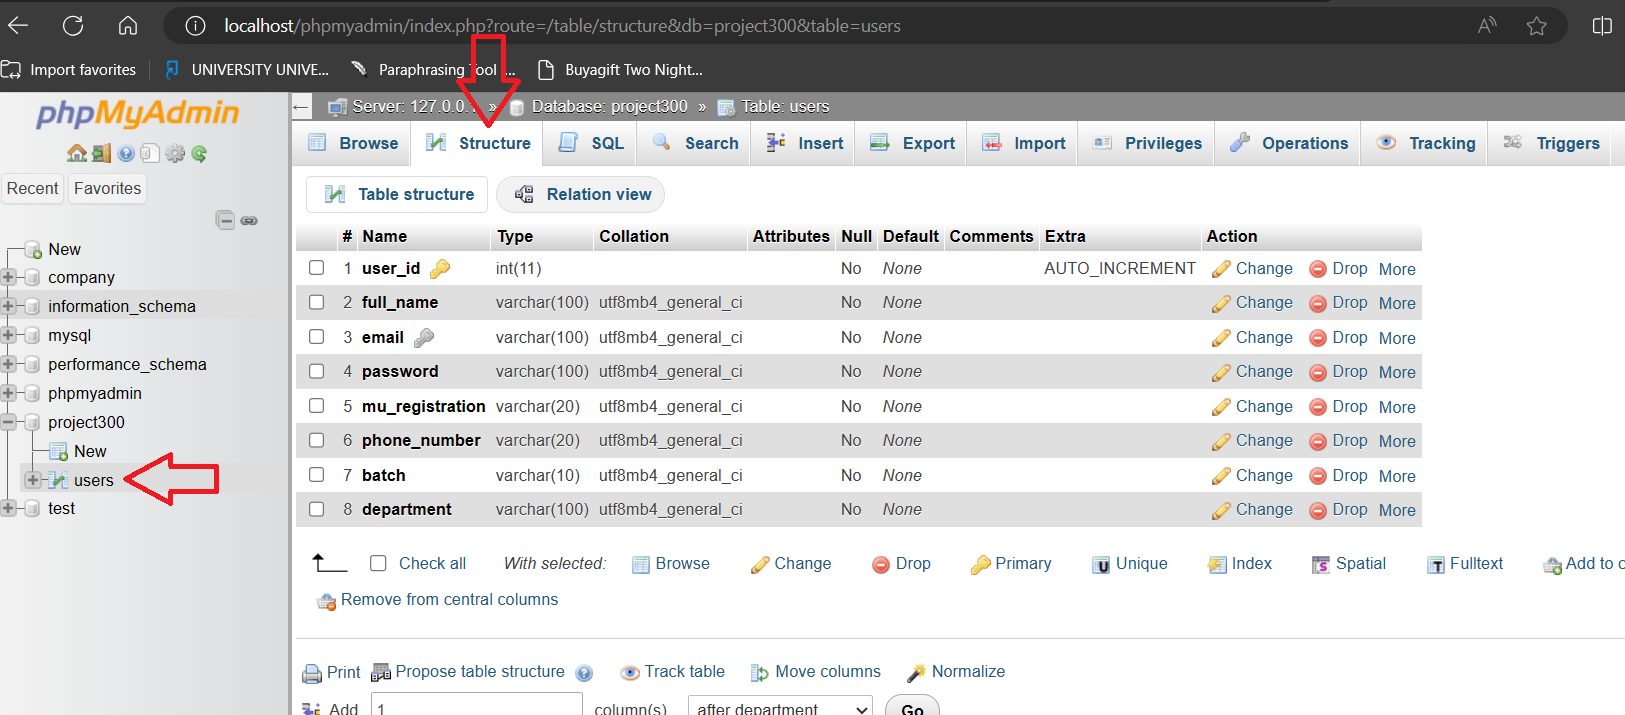 localhost/phpmyadmin/index.php?route=/table/structure&db=project300&table=users
Import favorites
UNIVERSITY UNIVE...
Paraphrasing Tool ...
Buyagift Two Night...
phpMyAdmin
Recent
Favorites
New
company
information_schema
mysql
performance_schema
phpmyadmin
project300
New
users
test
Server: 127.0.0.1 » Database: project300 » Table: users
Browse Structure SQL Search Insert Export Import Privileges Operations Tracking Triggers
Table structure Relation view
# Name Type Collation Attributes Null Default Comments Extra Action
1 user_id int(11) No None AUTO_INCREMENT Change Drop More
2 full_name varchar(100) utf8mb4_general_ci No None Change Drop More
3 email varchar(100) utf8mb4_general_ci No None Change Drop More
4 password varchar(100) utf8mb4_general_ci No None Change Drop More
5 mu_registration varchar(20) utf8mb4_general_ci No None Change Drop More
6 phone_number varchar(20) utf8mb4_general_ci No None Change Drop More
7 batch varchar(10) utf8mb4_general_ci No None Change Drop More
8 department varchar(100) utf8mb4_general_ci No None Change Drop More
Check all With selected: Browse Change Drop Primary U Unique Index S Spatial T Fulltext Add to c
Remove from central columns
Print Propose table structure Track table Move columns Normalize
Add 1 column(s) after department Go